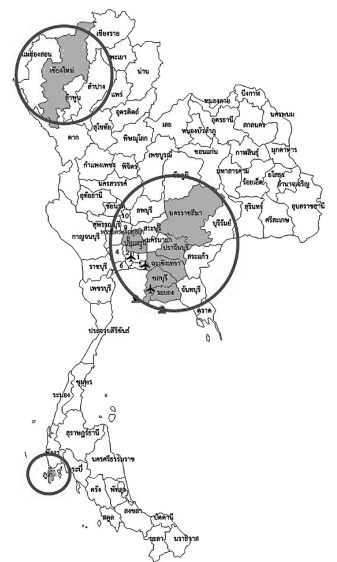 เชียงราย
แม่ฮ่องสอน
พะเยา
เชียงใหม่
น่าน
ลำปาง
ลำพูน
แพร่
บึงกาฬ
หนองคาย
อุตรดิตถ์
เลย
อุดรธานี
นครพนม
สุโขทัย
สกลนคร
หนองบัวลำภู
ตาก
พิษณุโลก
มุกดาหาร
กาฬสินธุ์
ขอนแก่น
เพชรบูรณ์
กำแพงเพชร
พิจิตร
มหาสารคาม
ชัยภูมิ
ยโสธร
ร้อยเอ็ด
อำนาจเจริญ
นครสวรรค์
อุทัยธานี
อุบลราชธานี
สุรินทร์
ชัยนาท
ลพบุรี
นครราชสีมา
10
ศรีสะเกษ
บุรีรัมย์
สุพรรณบุรี
สระบุรี
กาญจนบุรี
นครนายก
ปราจีนบุรี
4
1
สระแก้ว
ฉะเชิงเทรา
ราชบุรี
6
ชลบุรี
เพชรบุรี
ระยอง
จันทบุรี
ตราด
ประจวบคีรีขันธ์
ชุมพร
ระนอง
สุราษฎร์ธานี
พังงา
นครศรีธรรมราช
กระบี่
ตรัง
พัทลุง
สตูล
สงขลา
ปัตตานี
ยะลา
นราธิวาส